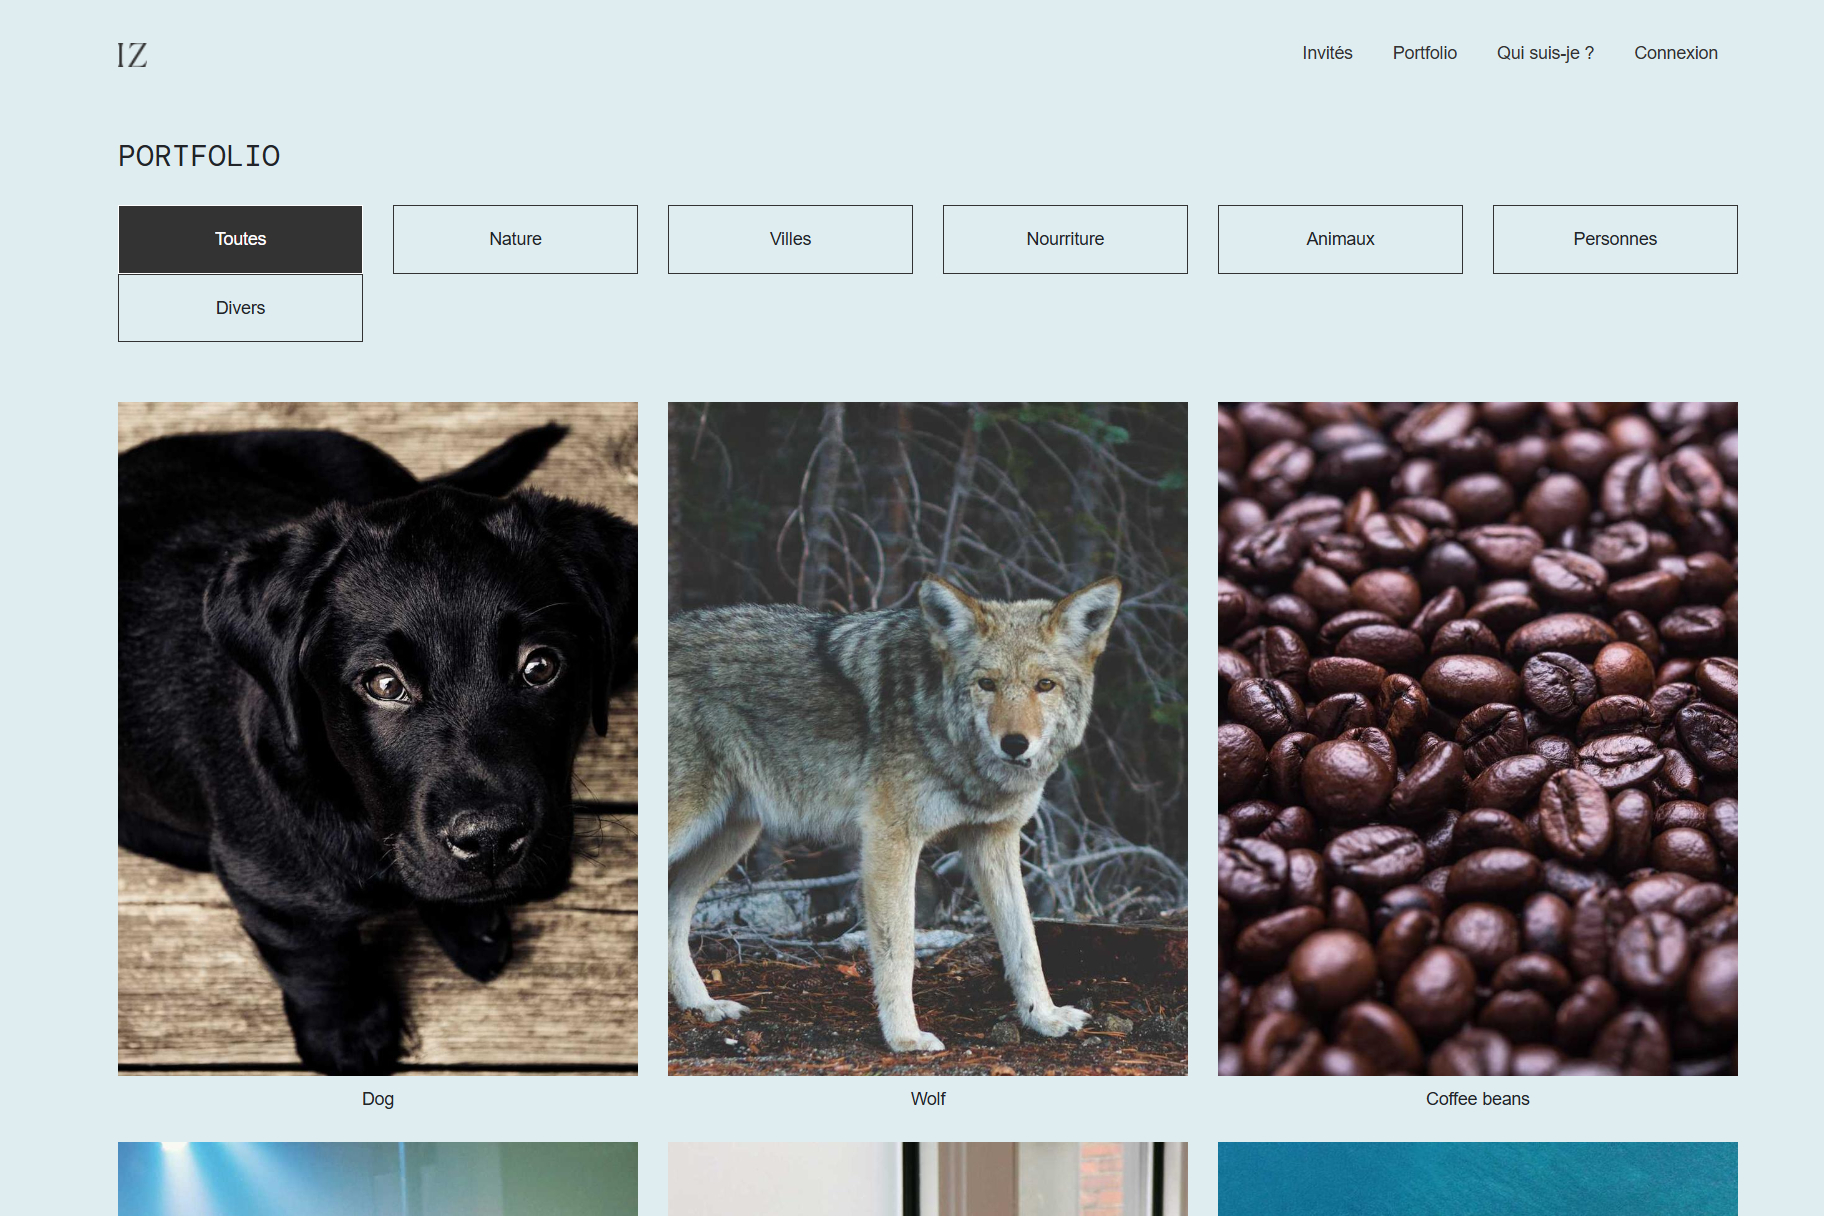 IZ
Invités Portfolio Qui suis-je ? Connexion
PORTFOLIO
Toutes Nature Villes Nourriture Animaux Personnes
Divers
Dog Wolf Coffee beans